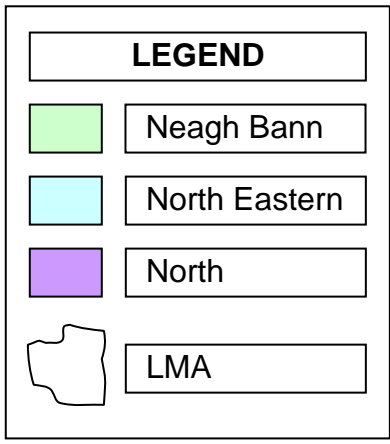 LEGEND
Neagh Bann
North Eastern
North
LMA